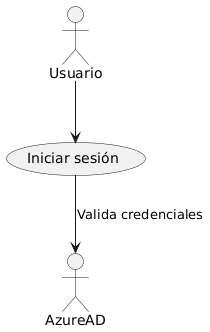 Usuario
Iniciar sesión
Valida credenciales
AzureAD